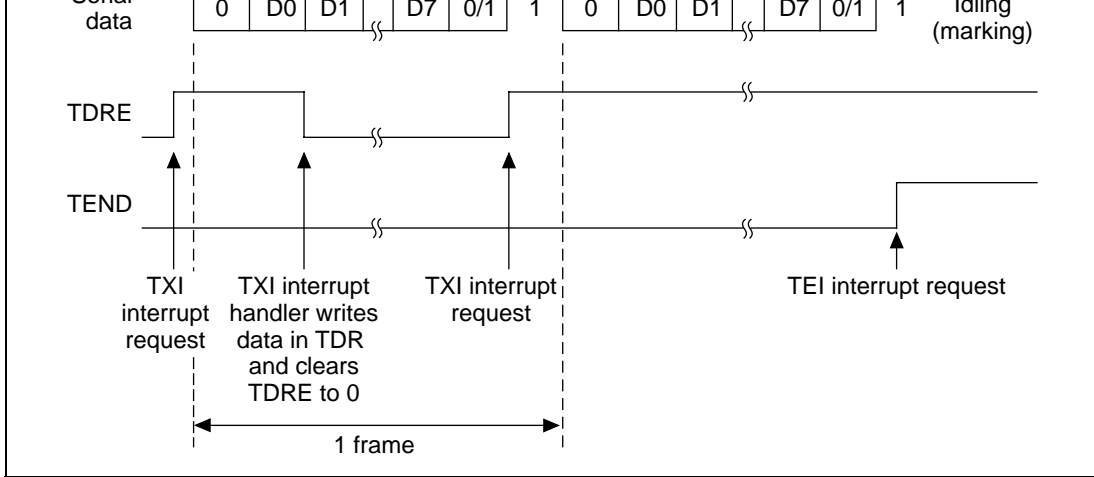 Serial
data
0 D0 D1 D7 0/1 1 0 D0 D1 D7 0/1 1
Idling
(marking)
TDRE
TEND
TXI
interrupt
request
TXI interrupt
handler writes
data in TDR
and clears
TDRE to 0
TXI interrupt
request
TEI interrupt request
1 frame